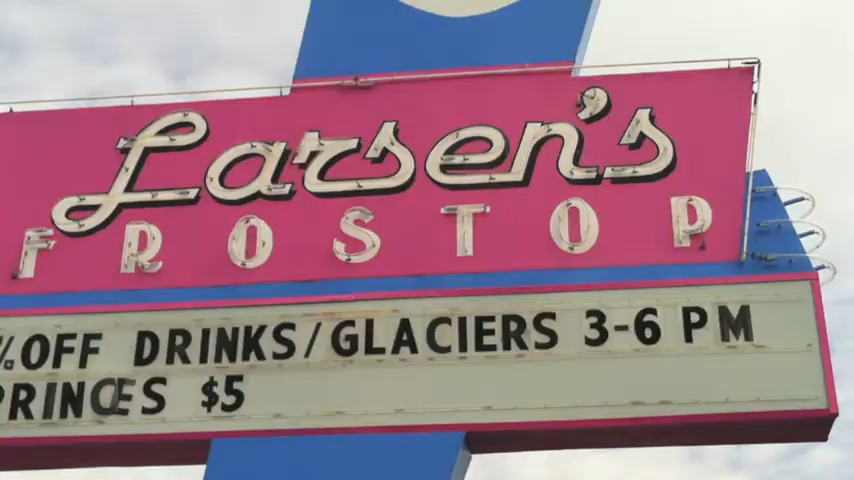 Larsen's
FROSTOP
%OFF DRINKS/GLACIERS 3-6 PM
PRINCES $5